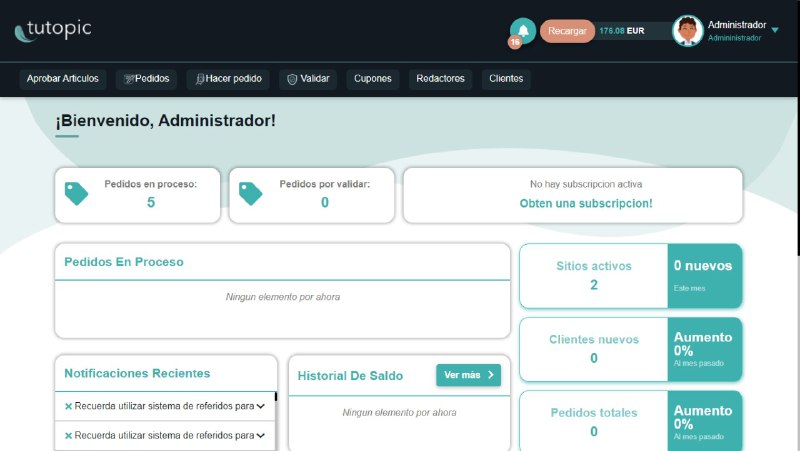 tutopic
16
Recargar
176.08 EUR
Administrador
Admininistrador
Aprobar Articulos
Pedidos
Hacer pedido
Validar
Cupones
Redactores
Clientes
¡Bienvenido, Administrador!
Pedidos en proceso:
5
Pedidos por validar:
0
No hay subscripcion activa
Obten una subscripcion!
Pedidos En Proceso
Ningun elemento por ahora
Sitios activos
2
0 nuevos
Este mes
Clientes nuevos
0
Aumento
0%
Al mes pasado
Notificaciones Recientes
Recuerda utilizar sistema de referidos para
Recuerda utilizar sistema de referidos para
Historial De Saldo
Ver más
Ningun elemento por ahora
Pedidos totales
0
Aumento
0%
Al mes pasado